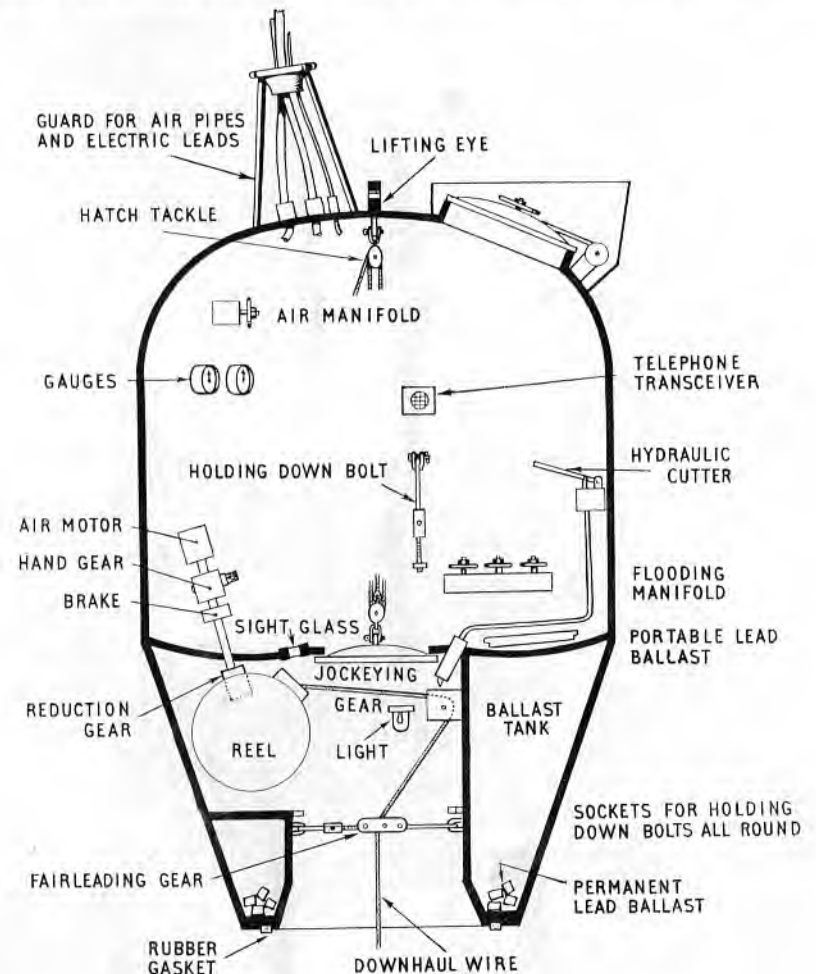 GUARD FOR AIR PIPES
AND ELECTRIC LEADS
LIFTING EYE
HATCH TACKLE
AIR MANIFOLD
GAUGES
TELEPHONE
TRANSCEIVER
HOLDING DOWN
BOLT
HYDRAULIC
CUTTER
AIR MOTOR
HAND GEAR
BRAKE
FLOODING
MANIFOLD
SIGHT GLASS
PORTABLE LEAD
BALLAST
JOCKEYING
GEAR
REDUCTION
GEAR
REEL
LIGHT
BALLAST
TANK
SOCKETS FOR HOLDING
DOWN BOLTS ALL ROUND
FAIRLEADING GEAR
PERMANENT
LEAD BALLAST
RUBBER
GASKET
DOWNHAUL WIRE